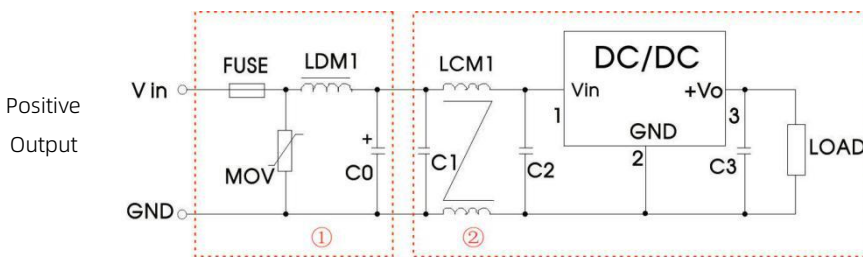 Positive
Output
Vin
GND
FUSE
MOV
LDM1
+
C0
①
C1
LCM1
②
C2
DC/DC
Vin
+Vo
GND
1
2
3
C3
LOAD